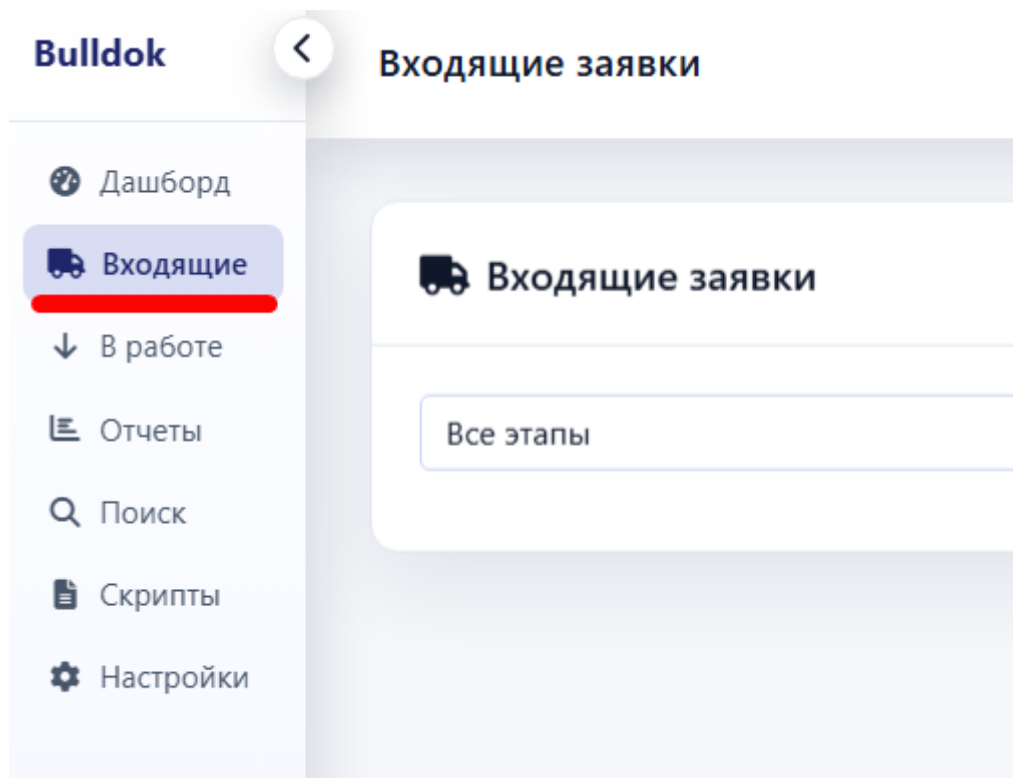 Bulldok
Входящие заявки
Дашборд
Входящие
В работе
Отчеты
Поиск
Скрипты
Настройки
Входящие заявки
Все этапы